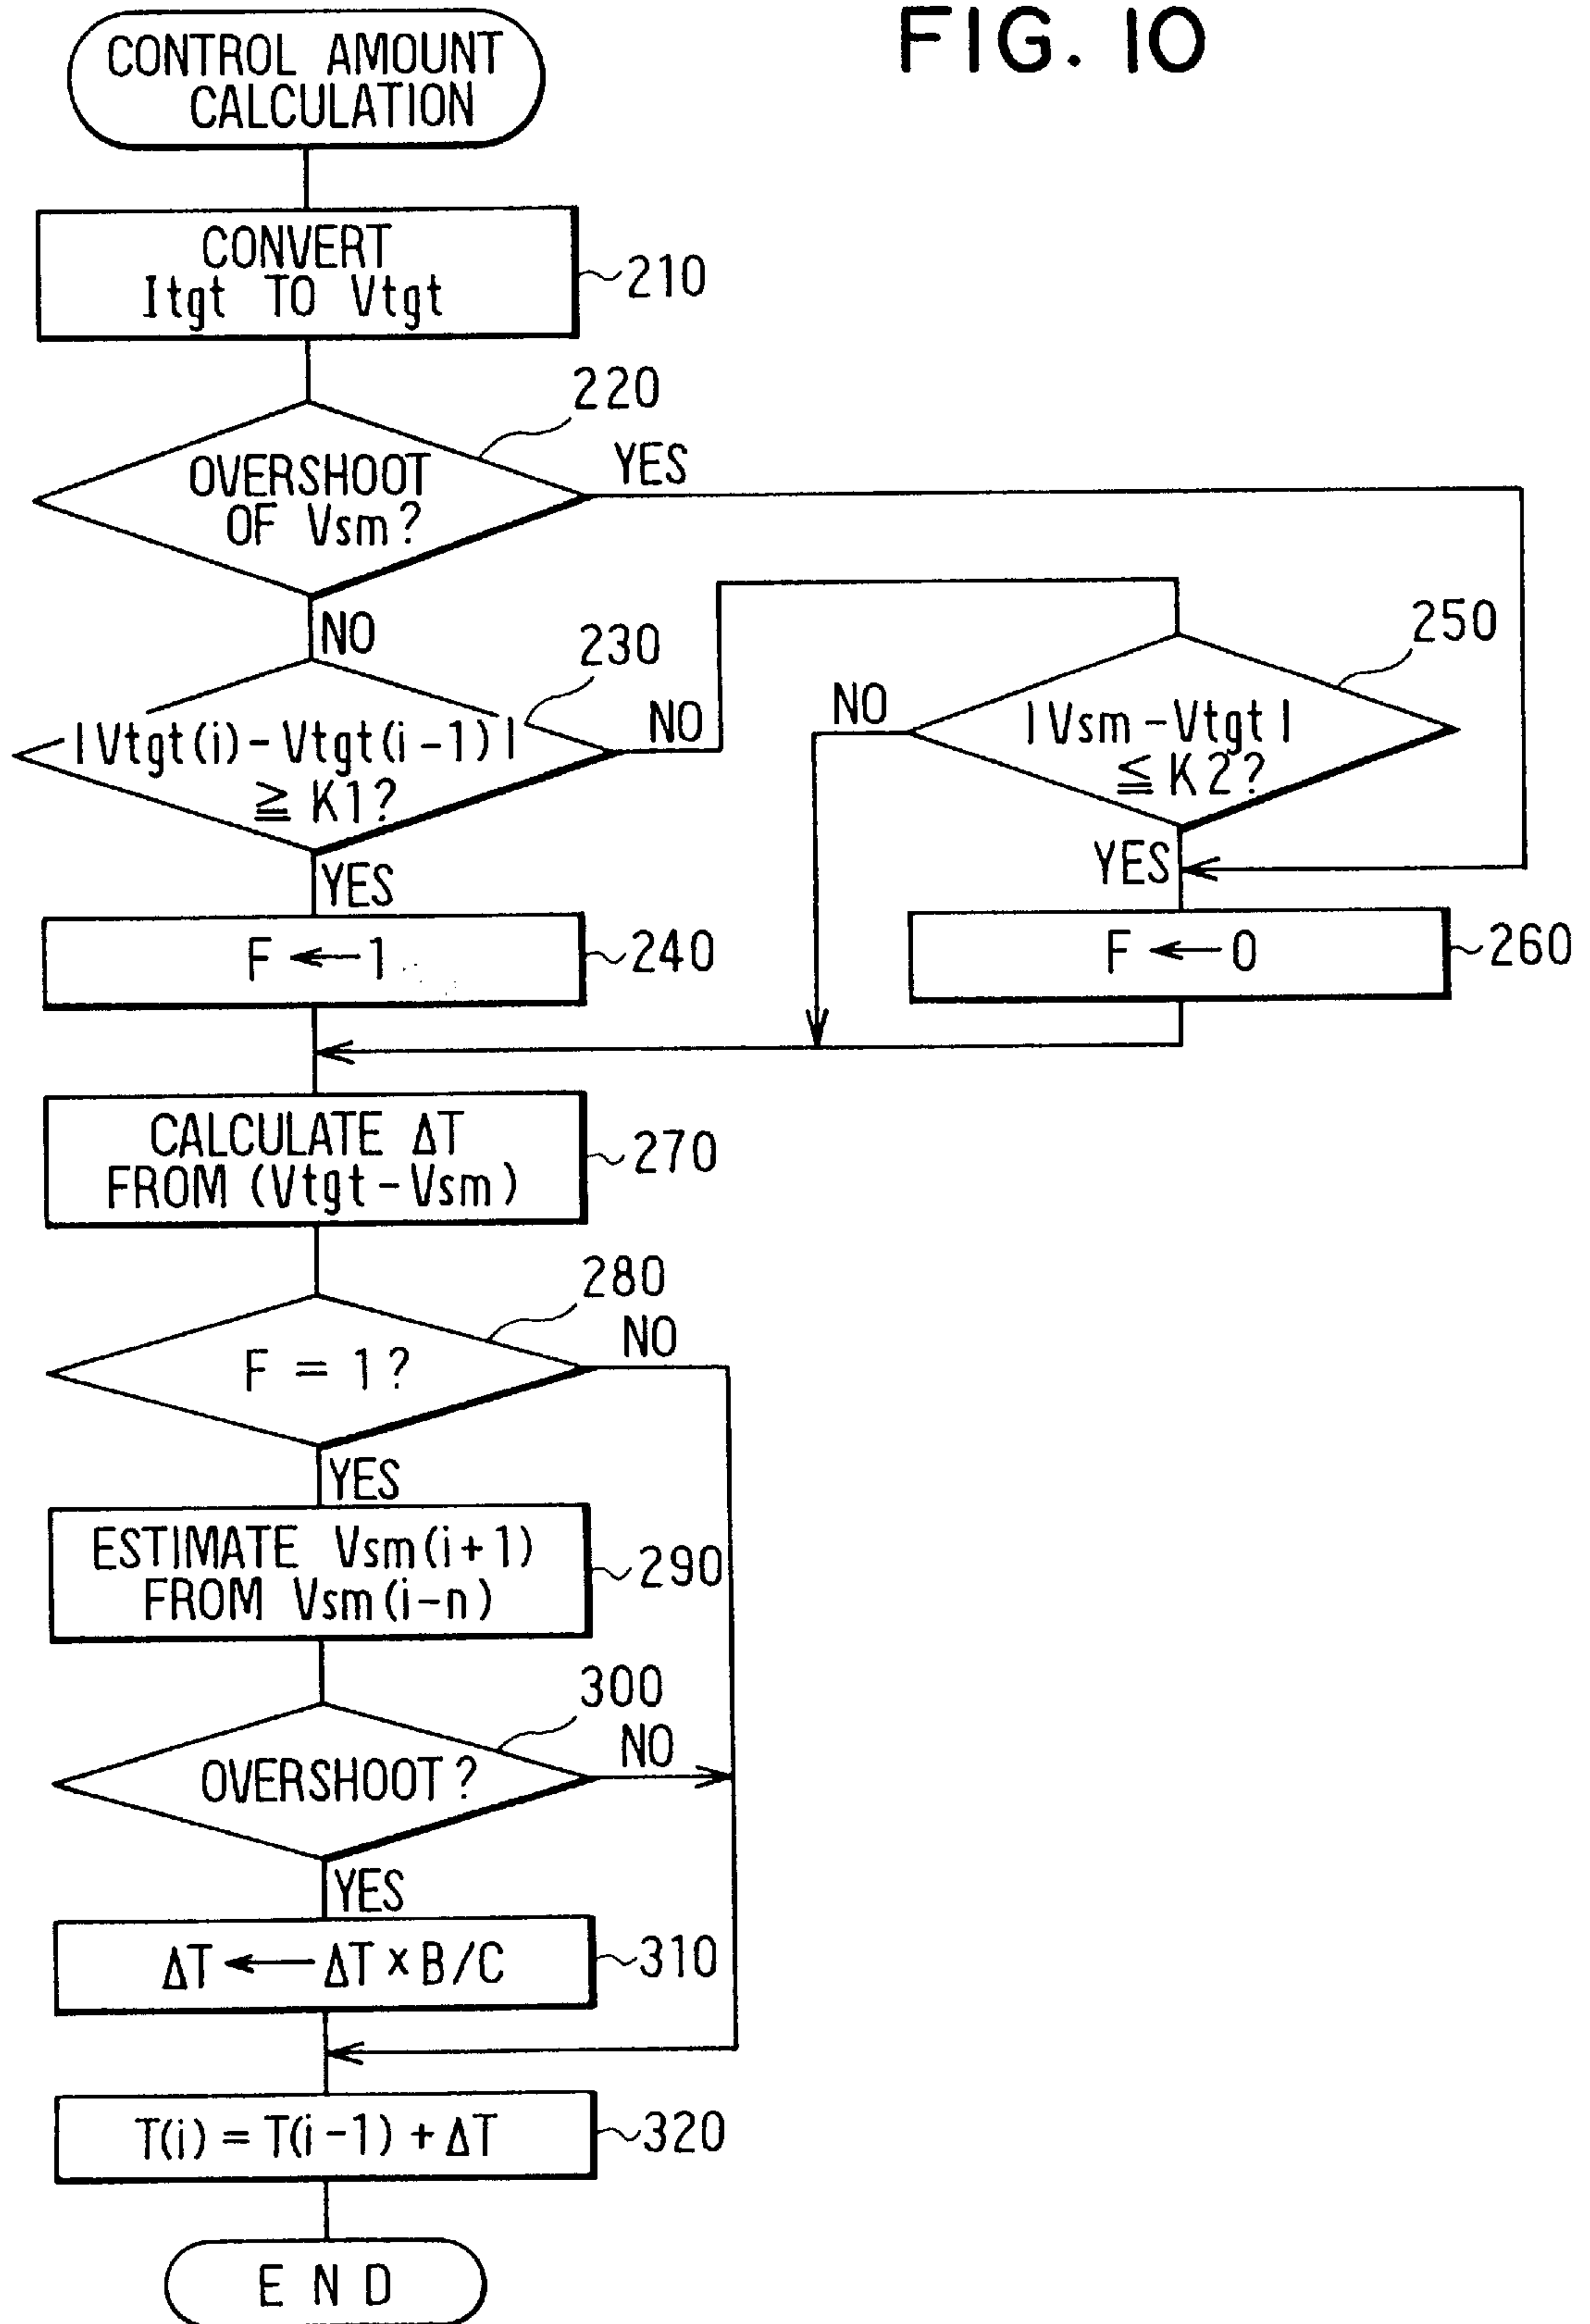 FIG. 10
CONTROL AMOUNT
CALCULATION
CONVERT
Itgt TO Vtgt
210
220
OVERSHOOT
OF Vsm?
YES
NO
230
|Vtgt(i)-Vtgt(i-1)|
≧ K1?
NO
250
|Vsm-Vtgt|
≦ K2?
NO
YES
YES
F ← 1
240
F ← 0
260
CALCULATE ΔT
FROM (Vtgt-Vsm)
270
280
F = 1?
NO
YES
ESTIMATE Vsm(i+1)
FROM Vsm(i-n)
290
300
OVERSHOOT?
NO
YES
ΔT ← ΔT×B/C
310
T(i) = T(i-1) + ΔT
320
END